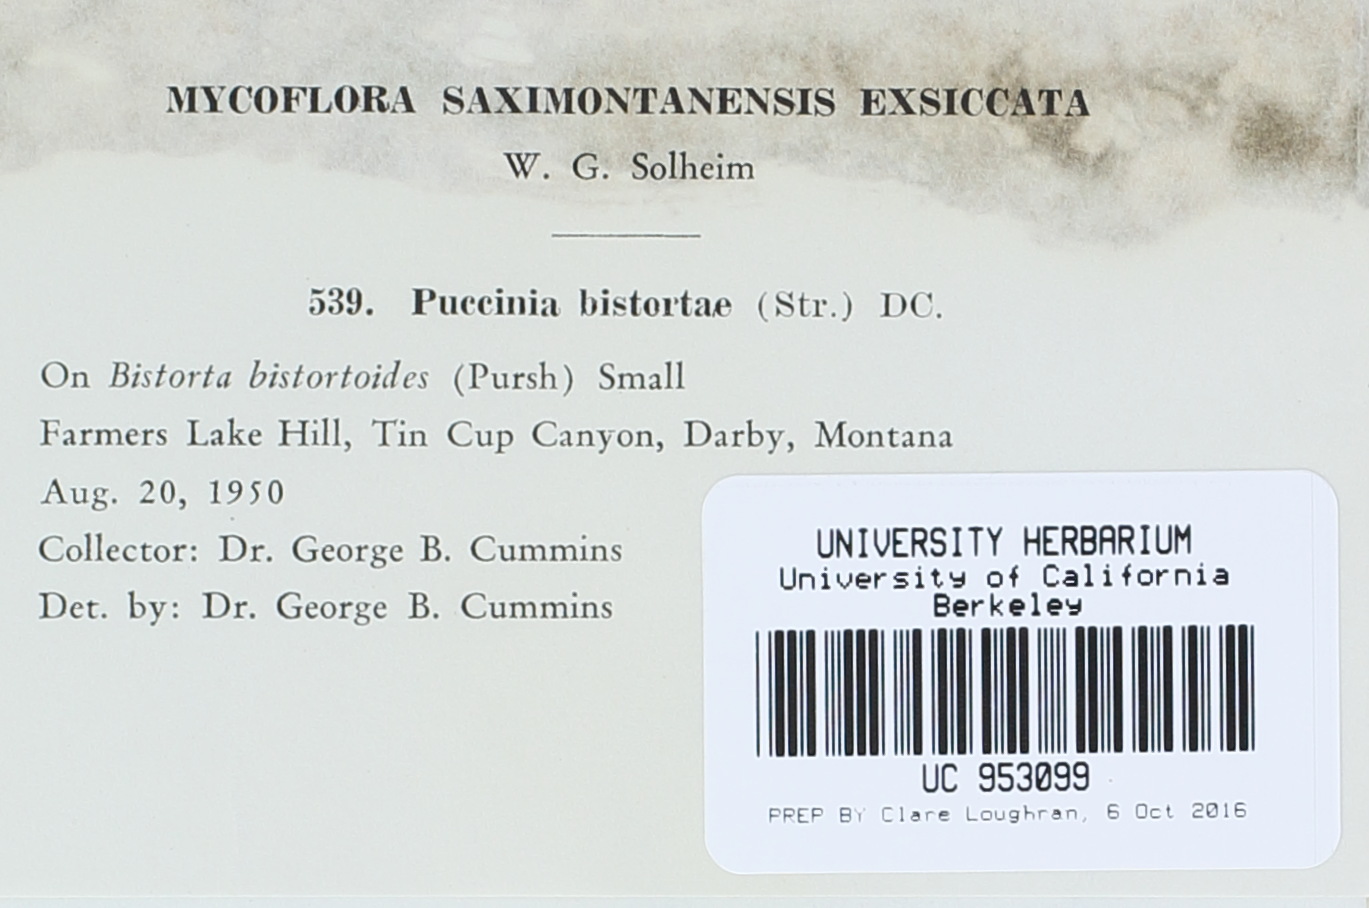 MYCOFLORA SAXIMONTANENSIS EXSICCATA
W. G. Solheim
539. Puccinia bistortae (Str.) DC.
On Bistorta bistortoides (Pursh) Small
Farmers Lake Hill, Tin Cup Canyon, Darby, Montana
Aug. 20, 1950
Collector: Dr. George B. Cummins
Det. by: Dr. George B. Cummins
UNIVERSITY HERBARIUM
University of California
Berkeley
UC 953099
PREP BY Clare Loughran, 6 Oct 2016